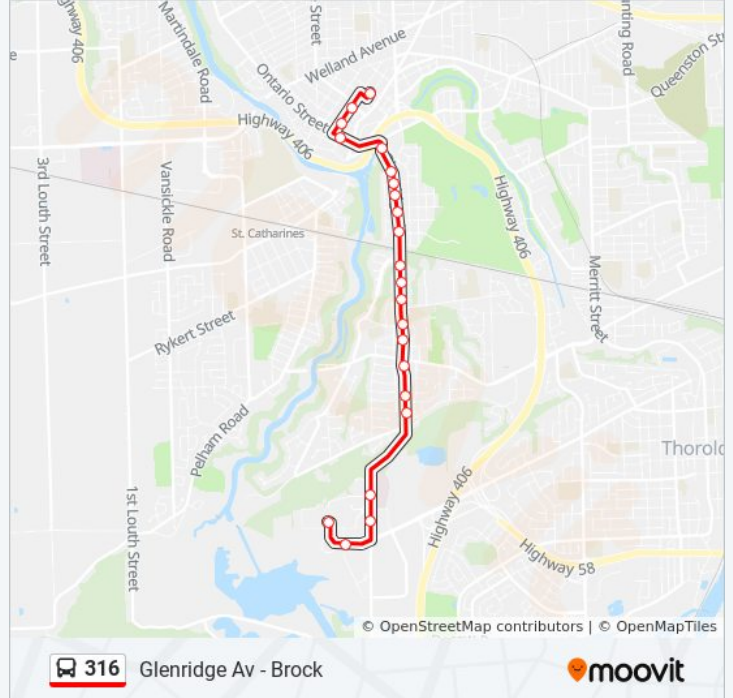 Highway 406
Martindale Road
Street
Welland Avenue
nting Road
Queenston St
Ontario Street
Highway 406
3rd Louth Street
Vansickle Road
St. Catharines
Highway 406
Merritt Street
Rykert Street
Pelham Road
Thorold
1st Louth Street
Highway 406
Highway 58
© OpenStreetMap contributors | © OpenMapTiles
316 Glenridge Av - Brock
moovit